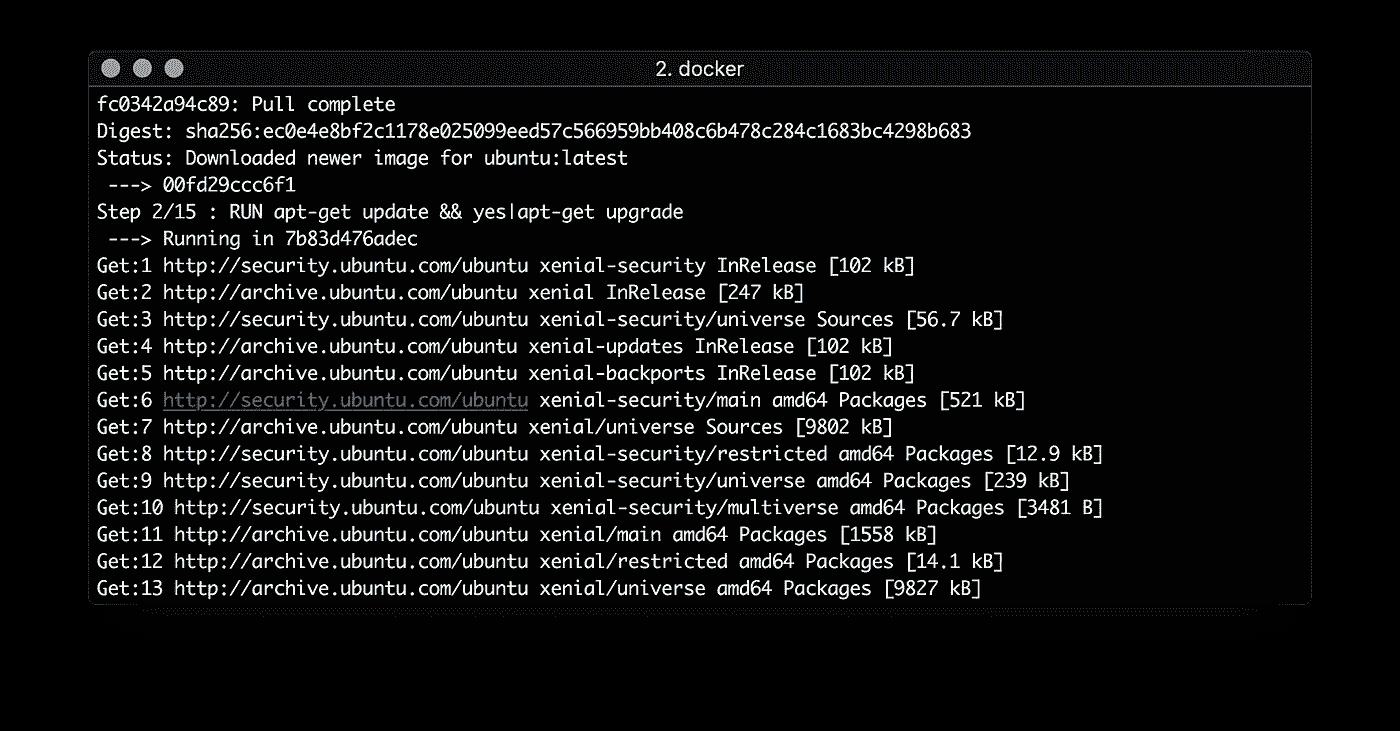 2. docker
fc0342a94c89: Pull complete
Digest: sha256:ec0e4e8bf2c1178e025099eed57c566959bb408c6b478c284c1683bc4298b683
Status: Downloaded newer image for ubuntu:latest
---> 00fd29ccc6f1
Step 2/15 : RUN apt-get update && yes|apt-get upgrade
---> Running in 7b83d476adec
Get:1 http://security.ubuntu.com/ubuntu xenial-security InRelease [102 kB]
Get:2 http://archive.ubuntu.com/ubuntu xenial InRelease [247 kB]
Get:3 http://security.ubuntu.com/ubuntu xenial-security/universe Sources [56.7 kB]
Get:4 http://archive.ubuntu.com/ubuntu xenial-updates InRelease [102 kB]
Get:5 http://archive.ubuntu.com/ubuntu xenial-backports InRelease [102 kB]
Get:6 http://security.ubuntu.com/ubuntu xenial-security/main amd64 Packages [521 kB]
Get:7 http://archive.ubuntu.com/ubuntu xenial/universe Sources [9802 kB]
Get:8 http://security.ubuntu.com/ubuntu xenial-security/restricted amd64 Packages [12.9 kB]
Get:9 http://security.ubuntu.com/ubuntu xenial-security/universe amd64 Packages [239 kB]
Get:10 http://security.ubuntu.com/ubuntu xenial-security/multiverse amd64 Packages [3481 B]
Get:11 http://archive.ubuntu.com/ubuntu xenial/main amd64 Packages [1558 kB]
Get:12 http://archive.ubuntu.com/ubuntu xenial/restricted amd64 Packages [14.1 kB]
Get:13 http://archive.ubuntu.com/ubuntu xenial/universe amd64 Packages [9827 kB]